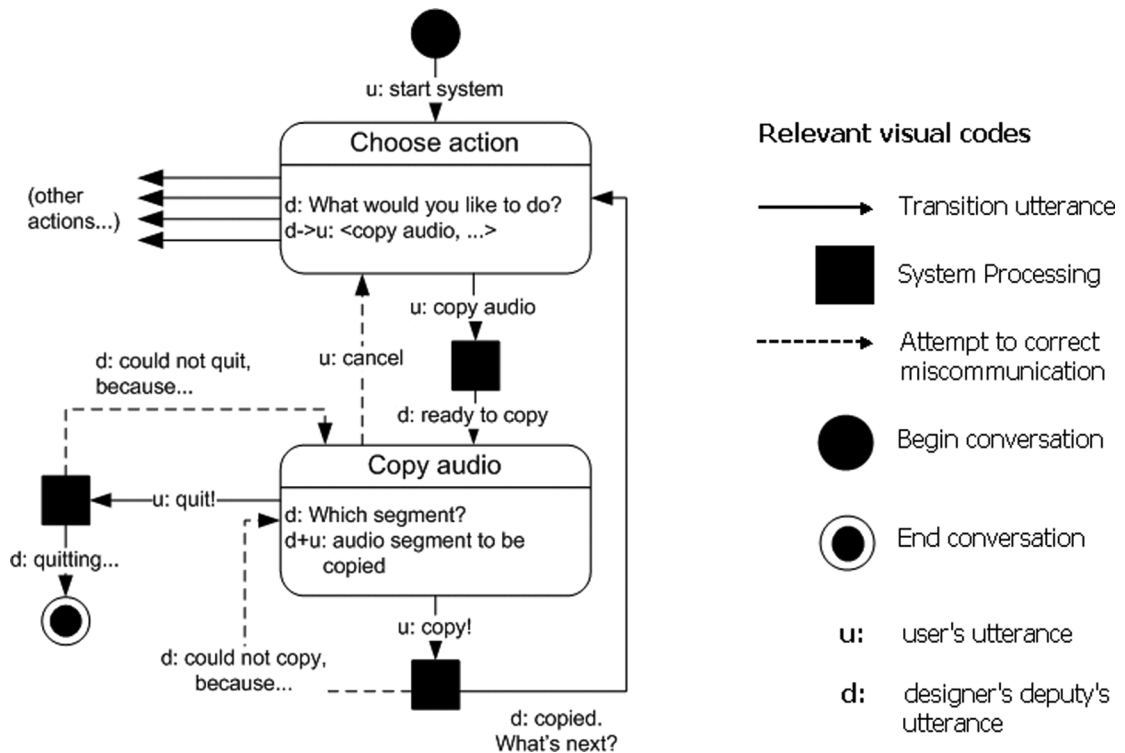 u: start system
Choose action
(other
actions...)
d: What would you like to do?
d->u: <copy audio, ...>
u: copy audio
u: cancel
d: could not quit,
because...
d: ready to copy
Copy audio
u: quit!
d: Which segment?
d+u: audio segment to be
copied
d: quitting...
u: copy!
d: could not copy,
because...
d: copied.
What's next?
Relevant visual codes
Transition utterance
System Processing
Attempt to correct
miscommunication
Begin conversation
End conversation
u: user's utterance
d: designer's deputy's
utterance